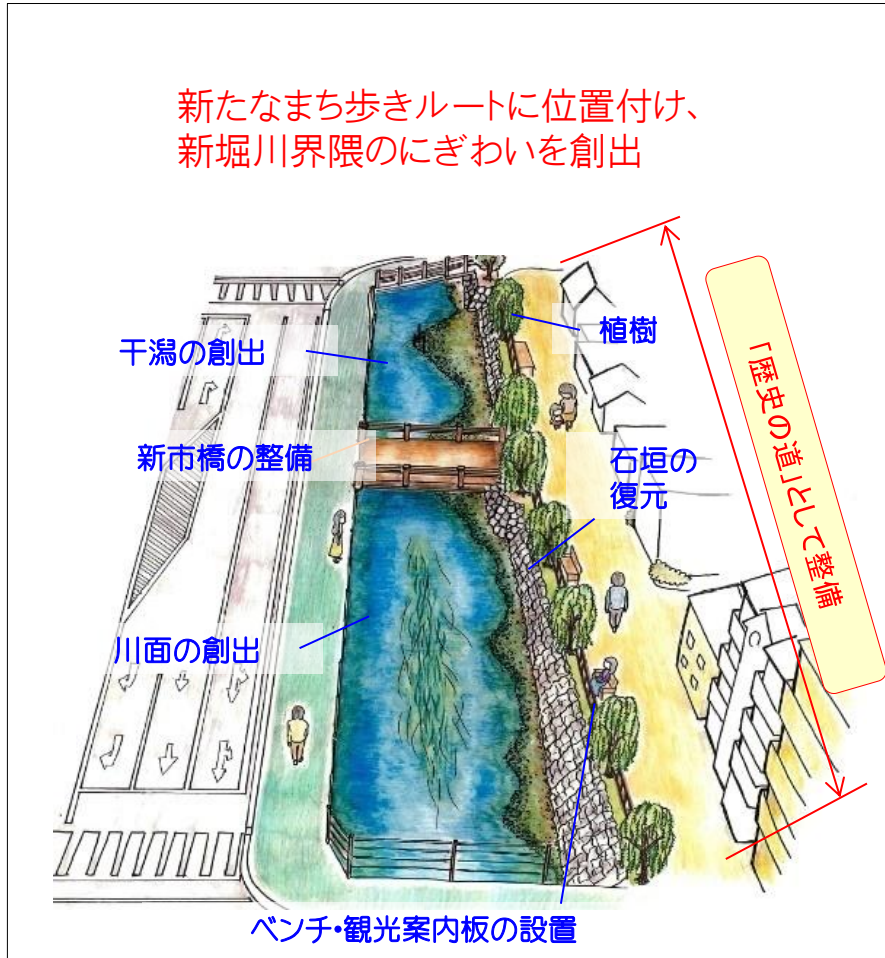 新たなまち歩きルートに位置付け、
新堀川界隈のにぎわいを創出
植樹
干潟の創出
新市橋の整備
石垣の
復元
「歴史の道」として整備
川面の創出
ベンチ・観光案内板の設置